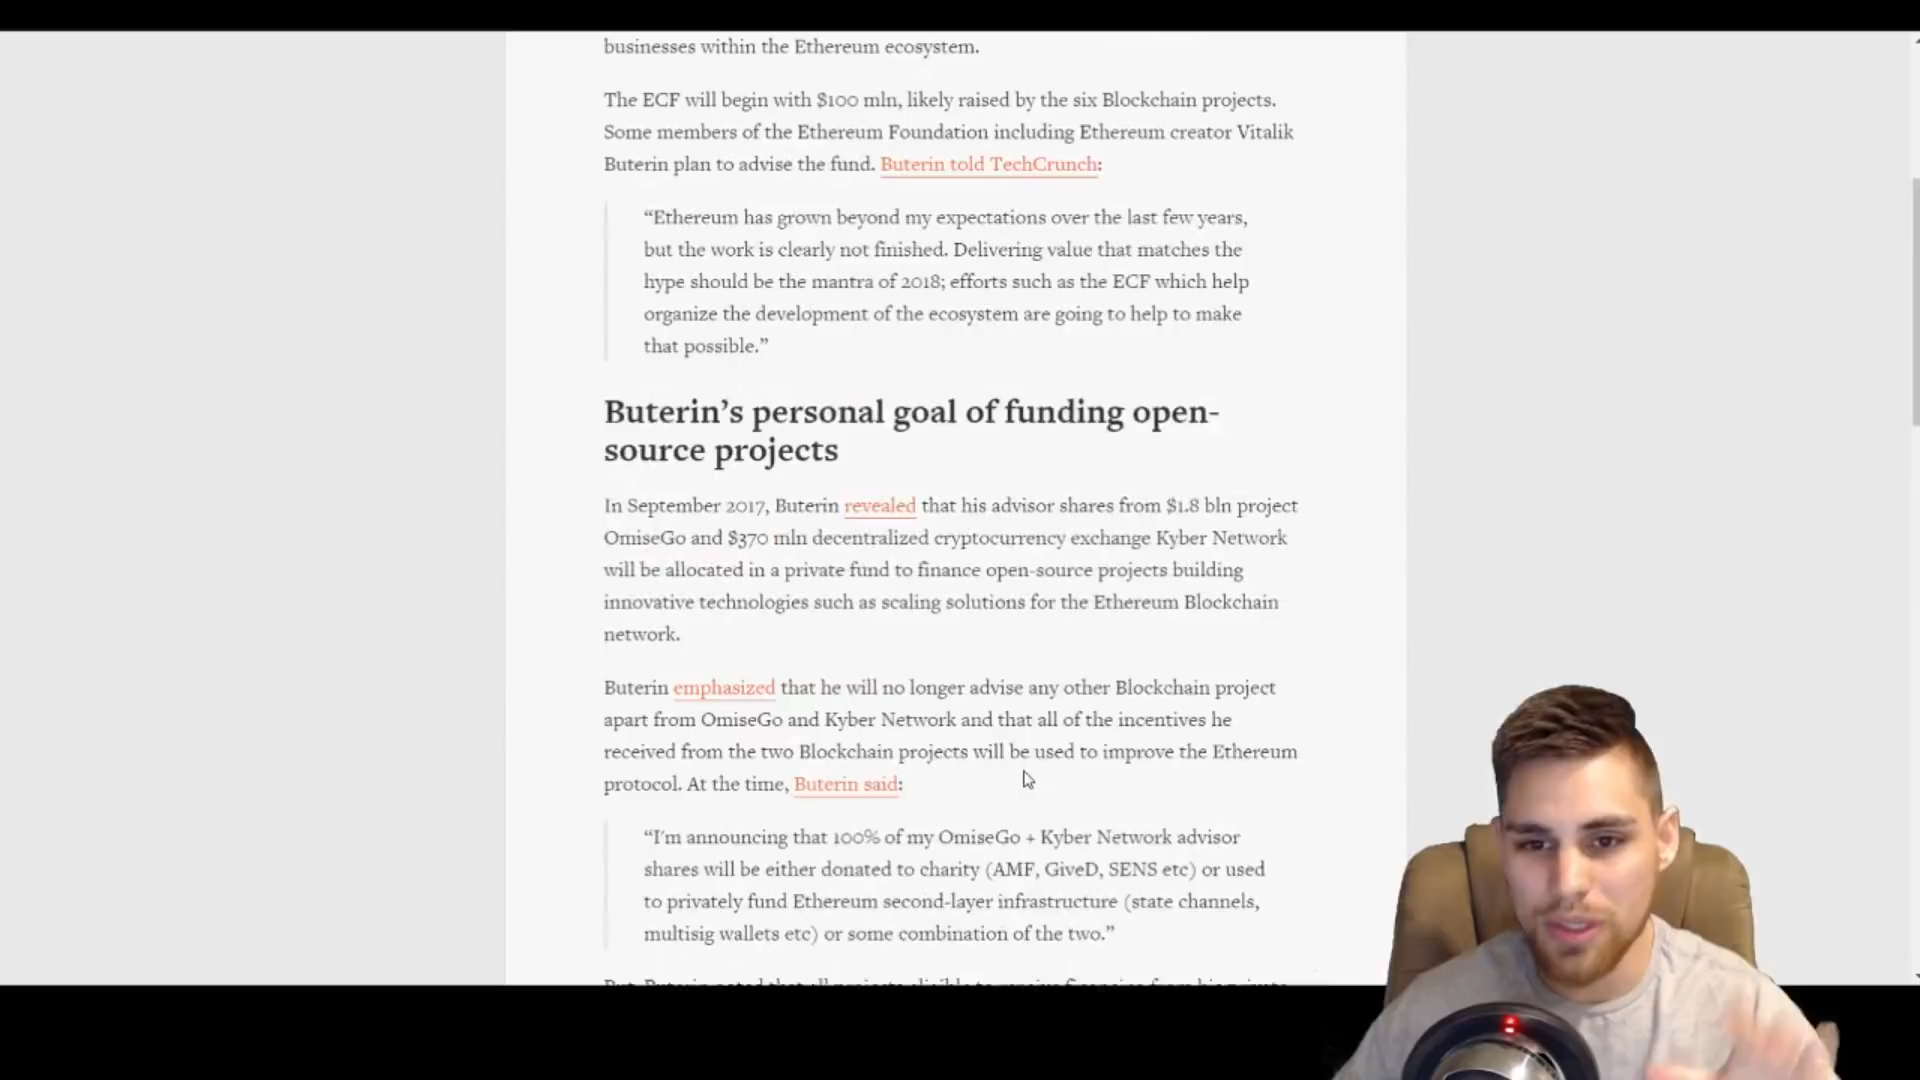 businesses within the Ethereum ecosystem.
The ECF will begin with $100 mln, likely raised by the six Blockchain projects.
Some members of the Ethereum Foundation including Ethereum creator Vitalik
Buterin plan to advise the fund. Buterin told TechCrunch:
“Ethereum has grown beyond my expectations over the last few years,
but the work is clearly not finished. Delivering value that matches the
hype should be the mantra of 2018; efforts such as the ECF which help
organize the development of the ecosystem are going to help to make
that possible.”
Buterin’s personal goal of funding open-
source projects
In September 2017, Buterin revealed that his advisor shares from $1.8 bln project
OmiseGo and $370 mln decentralized cryptocurrency exchange Kyber Network
will be allocated in a private fund to finance open-source projects building
innovative technologies such as scaling solutions for the Ethereum Blockchain
network.
Buterin emphasized that he will no longer advise any other Blockchain project
apart from OmiseGo and Kyber Network and that all of the incentives he
received from the two Blockchain projects will be used to improve the Ethereum
protocol. At the time, Buterin said:
“I'm announcing that 100% of my OmiseGo + Kyber Network advisor
shares will be either donated to charity (AMF, GiveD, SENS etc) or used
to privately fund Ethereum second-layer infrastructure (state channels,
multisig wallets etc) or some combination of the two.”